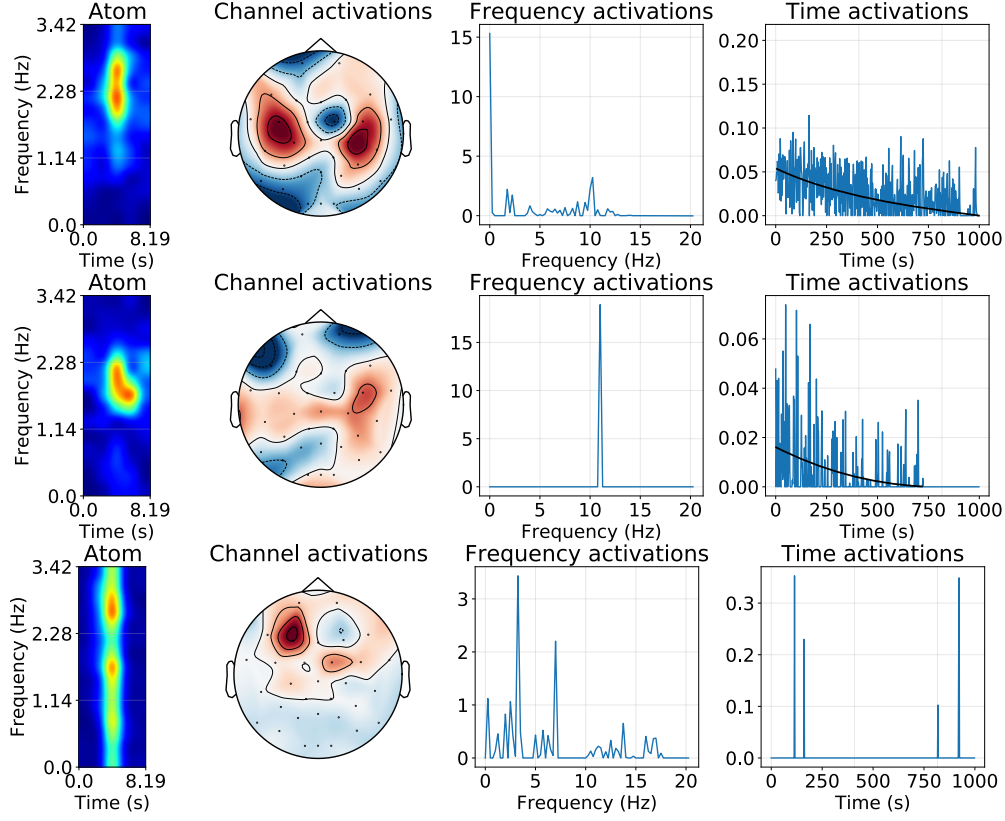 Atom Channel activations Frequency activations Time activations
Frequency (Hz)
3.42
2.28
1.14
0.0
0.0 8.19
Time (s)
15
10
5
0
0 5 10 15 20
Frequency (Hz)
0.20
0.15
0.10
0.05
0.00
0 250 500 750 1000
Time (s)
Atom Channel activations Frequency activations Time activations
Frequency (Hz)
3.42
2.28
1.14
0.0
0.0 8.19
Time (s)
15
10
5
0
0 5 10 15 20
Frequency (Hz)
0.06
0.04
0.02
0.00
0 250 500 750 1000
Time (s)
Atom Channel activations Frequency activations Time activations
Frequency (Hz)
3.42
2.28
1.14
0.0
0.0 8.19
Time (s)
3
2
1
0
0 5 10 15 20
Frequency (Hz)
0.3
0.2
0.1
0.0
0 250 500 750 1000
Time (s)